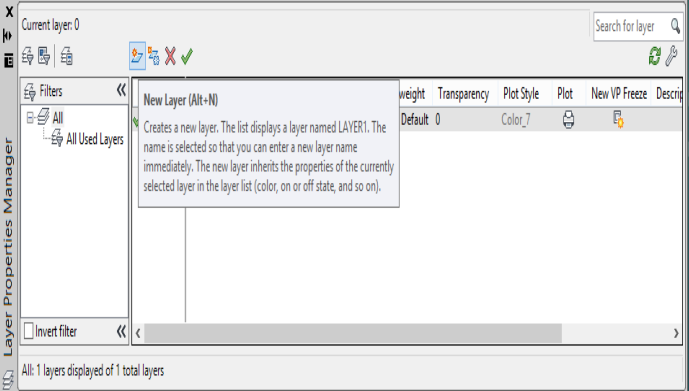 Current layer: 0
Search for layer
Filters
All
All Used Layers
weight Transparency Plot Style Plot New VP Freeze Descrip
Default 0 Color_7
New Layer (Alt+N)
Creates a new layer. The list displays a layer named LAYER1. The
name is selected so that you can enter a new layer name
immediately. The new layer inherits the properties of the currently
selected layer in the layer list (color, on or off state, and so on).
Layer Properties Manager
Invert filter
All: 1 layers displayed of 1 total layers